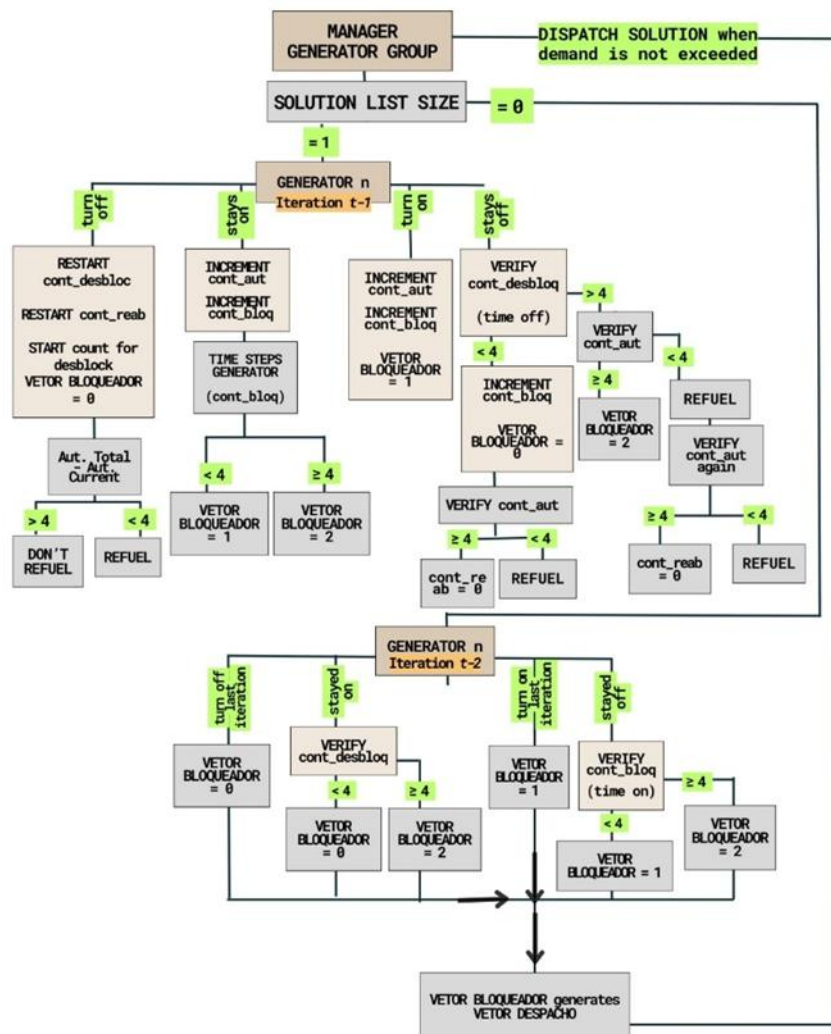 MANAGER
GENERATOR GROUP
DISPATCH SOLUTION when
demand is not exceeded
SOLUTION LIST SIZE
= 0
= 1
GENERATOR n
Iteration t-1
turn
off
stays
on
turn
on
stays
off
RESTART
cont_desbloc
RESTART cont_reab
START count for
desblock
VETOR BLOQUEADOR
= 0
INCREMENT
cont_aut
INCREMENT
cont_bloq
INCREMENT
cont_aut
INCREMENT
cont_bloq
VETOR
BLOQUEADOR
= 1
VERIFY
cont_desbloq
(time off)
> 4
VERIFY
cont_aut
TIME STEPS
GENERATOR
(cont_bloq)
< 4
< 4
≥ 4
INCREMENT
cont_bloq
VETOR
BLOQUEADOR =
0
VETOR
BLOQUEADOR
= 2
REFUEL
VERIFY
cont_aut
again
Aut. Total
- Aut.
Current
< 4
≥ 4
VETOR
BLOQUEADOR
= 1
VETOR
BLOQUEADOR
= 2
VERIFY cont_aut
> 4
< 4
≥ 4
< 4
≥ 4
< 4
DON'T
REFUEL
REFUEL
cont_re
ab = 0
REFUEL
cont_reab
= 0
REFUEL
GENERATOR n
Iteration t-2
turn off
last
iteration
stayed
on
turn on
last
iteration
stayed
off
VETOR
BLOQUEADOR
= 0
VERIFY
cont_desbloq
VETOR
BLOQUEADOR
= 1
VERIFY
cont_bloq
(time on)
≥ 4
< 4
≥ 4
< 4
VETOR
BLOQUEADOR
= 0
VETOR
BLOQUEADOR
= 2
VETOR
BLOQUEADOR = 1
VETOR
BLOQUEADOR
= 2
VETOR BLOQUEADOR generates
VETOR DESPACHO